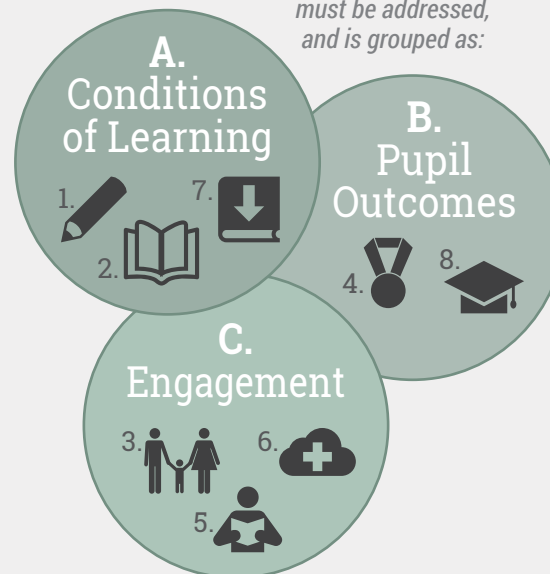 must be addressed,
and is grouped as:
A.
Conditions
of Learning
1.
7.
2.
B.
Pupil
Outcomes
4.
8.
C.
Engagement
3.
6.
5.